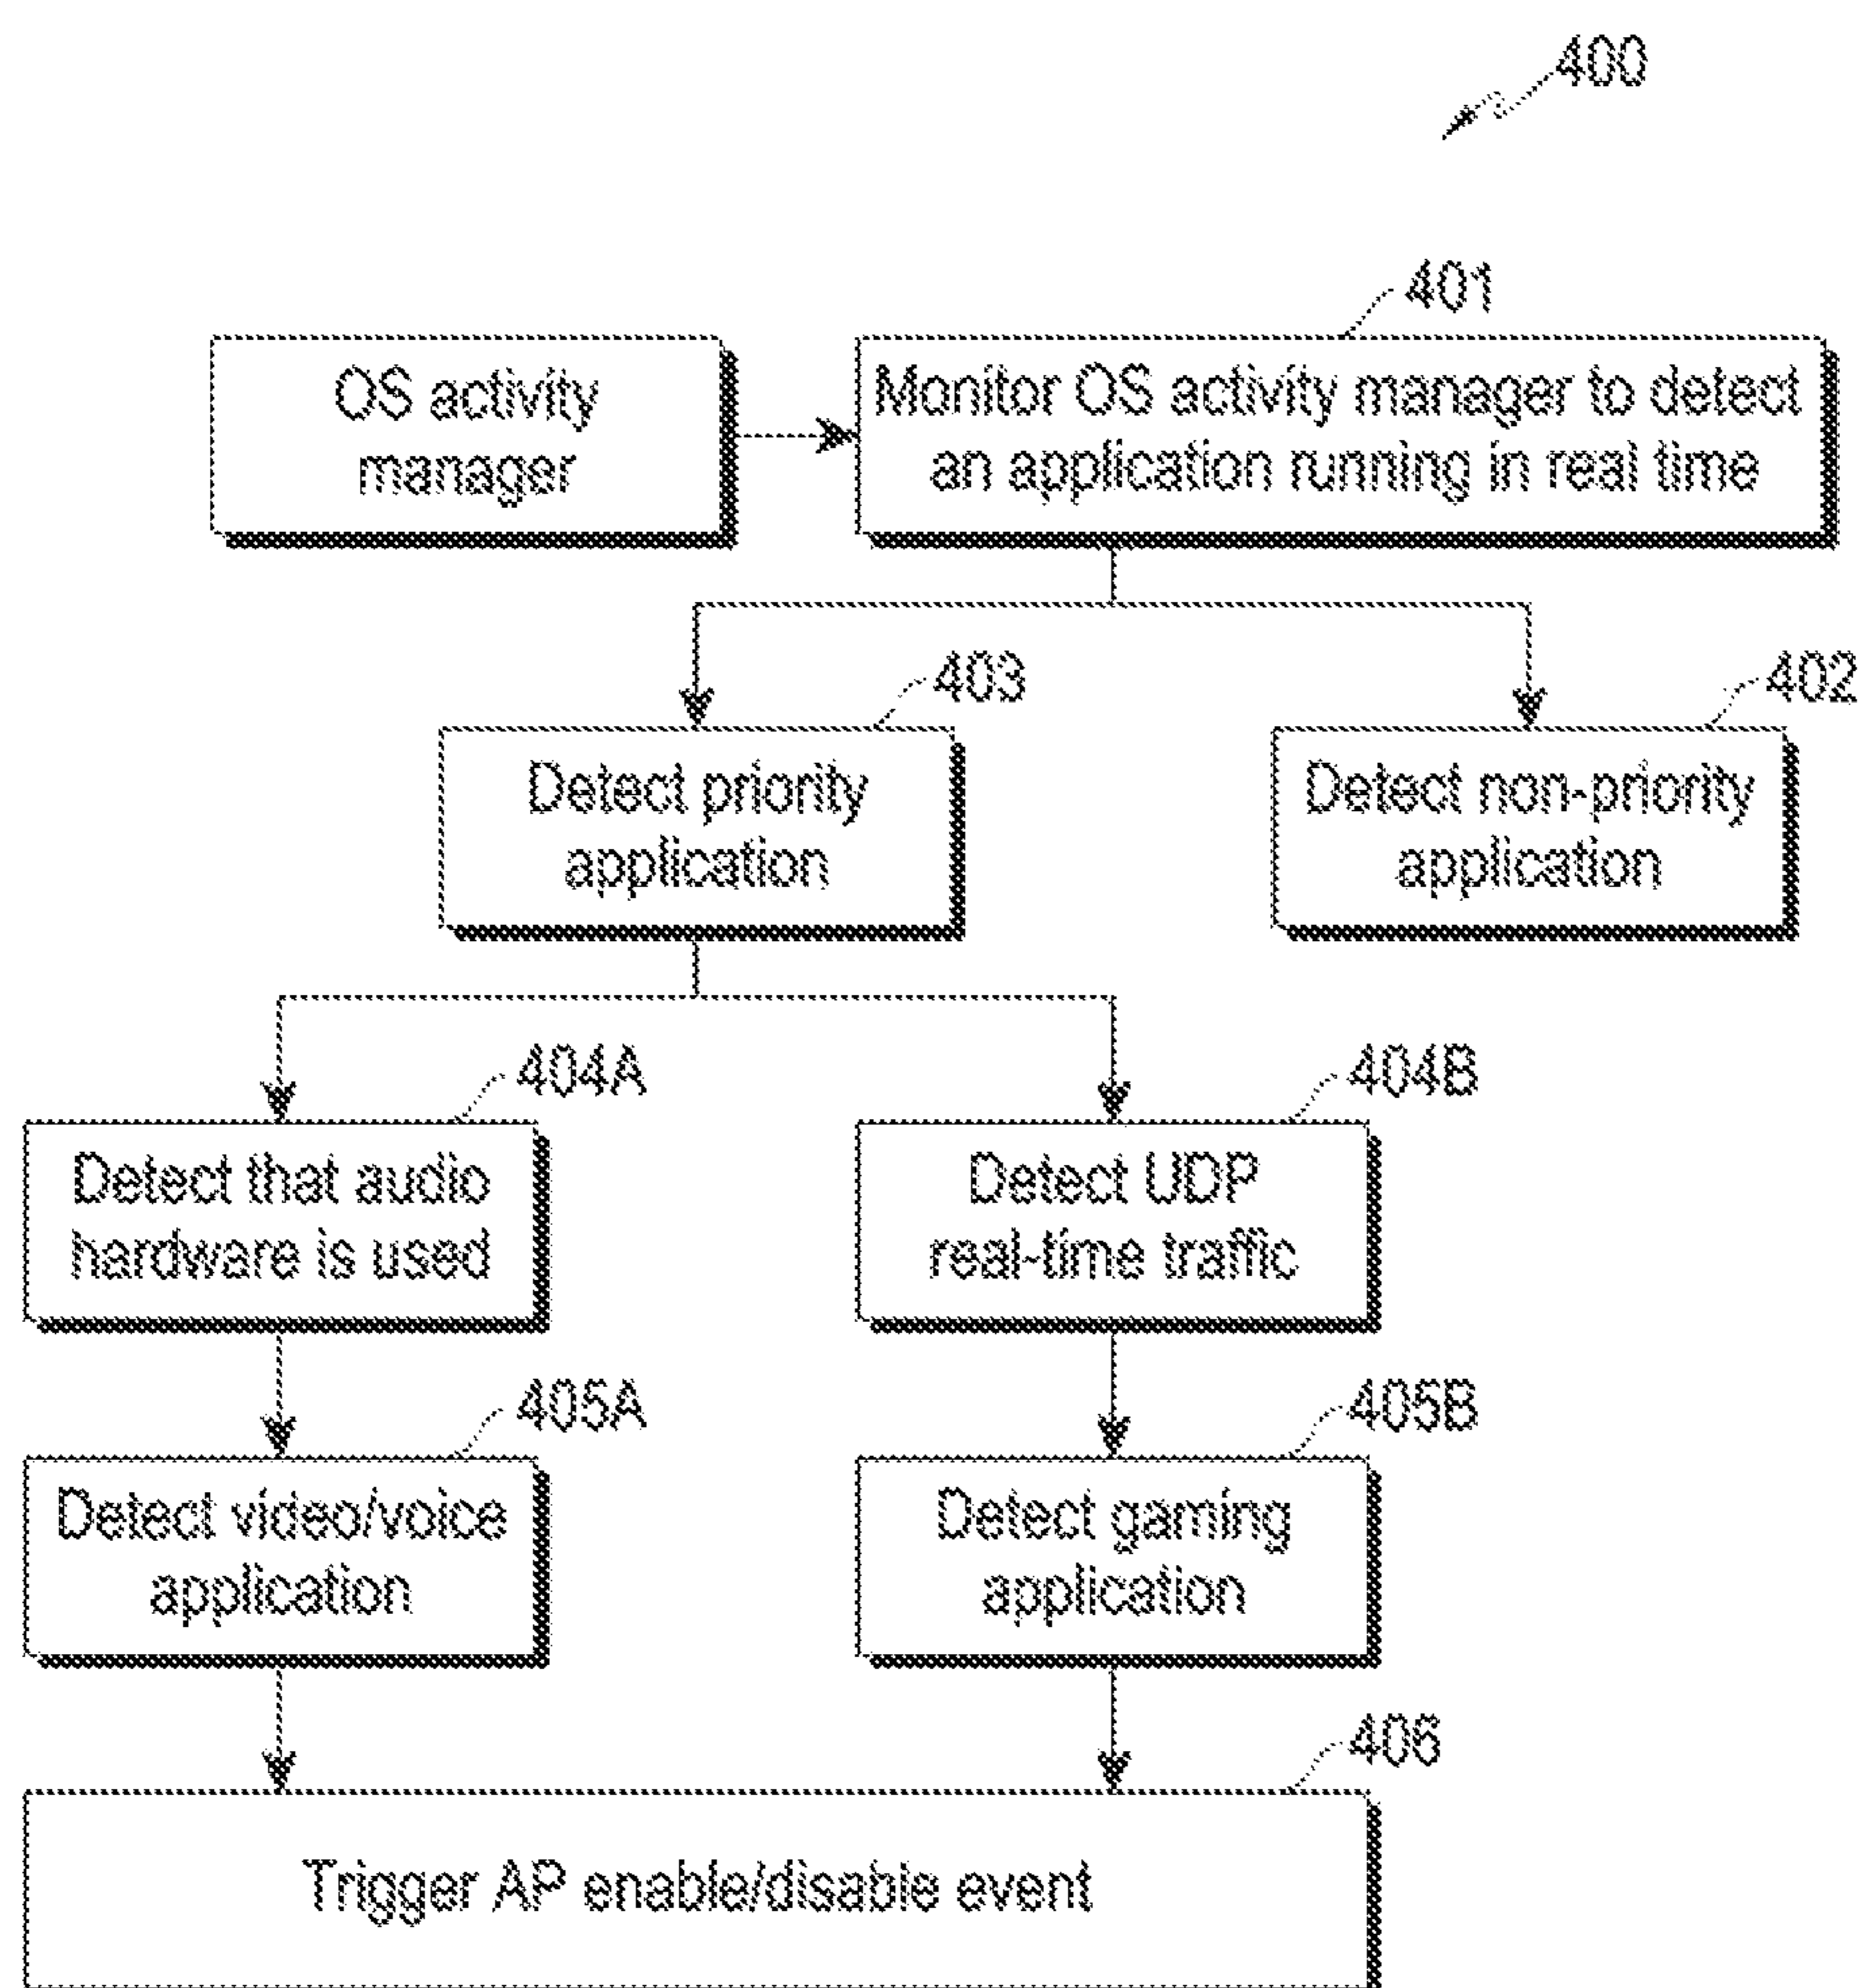 400
401
OS activity
manager
Monitor OS activity manager to detect
an application running in real time
403
402
Detect priority
application
Detect non-priority
application
404A
404B
Detect that audio
hardware is used
Detect UDP
real-time traffic
405A
405B
Detect video/voice
application
Detect gaming
application
406
Trigger AP enable/disable event